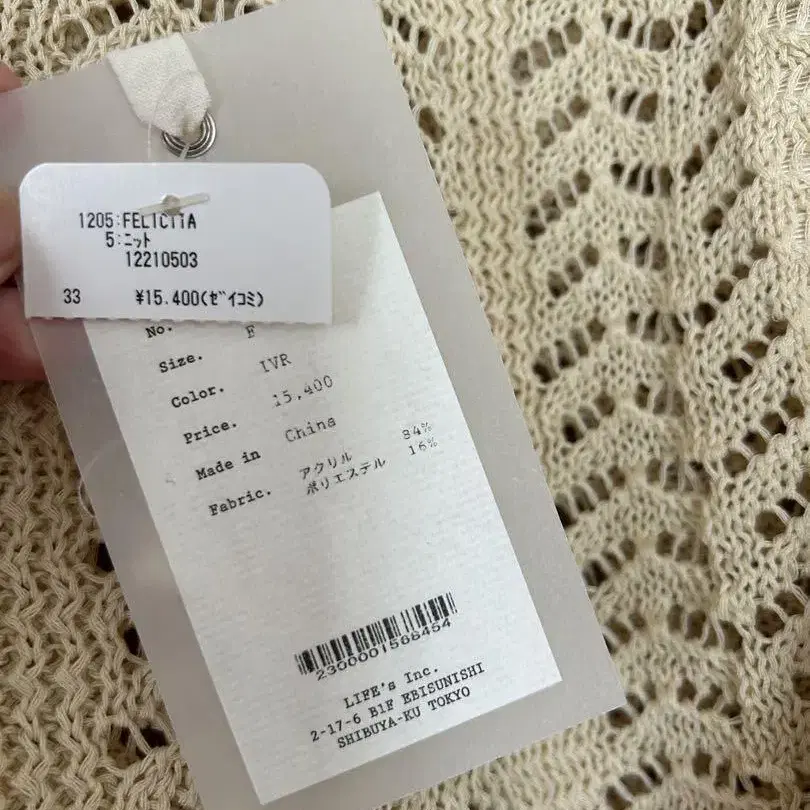 1205:FELICITA
5:ニット
12210503
33 ¥15.400(ゼイコミ)
No.
Size. F
Color. IVR
Price. 15,400
Made in China
Fabric. アクリル 84%
ポリエステル 16%
2300001588454
LIFE's Inc.
2-17-6 B1F EBISUNISHI
SHIBUYA-KU TOKYO